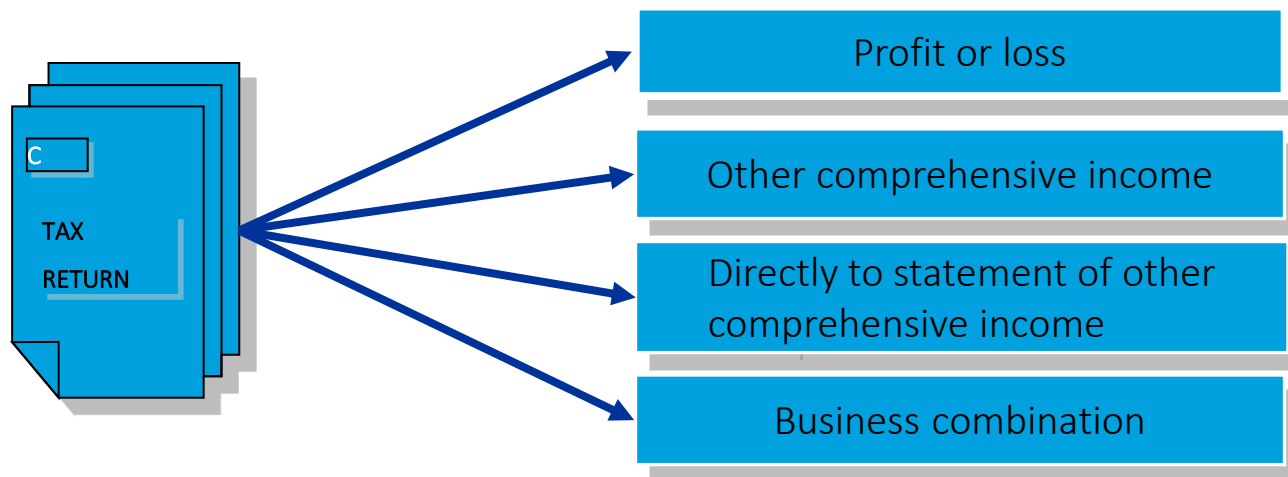 C
TAX
RETURN
Profit or loss
Other comprehensive income
Directly to statement of other
comprehensive income
Business combination